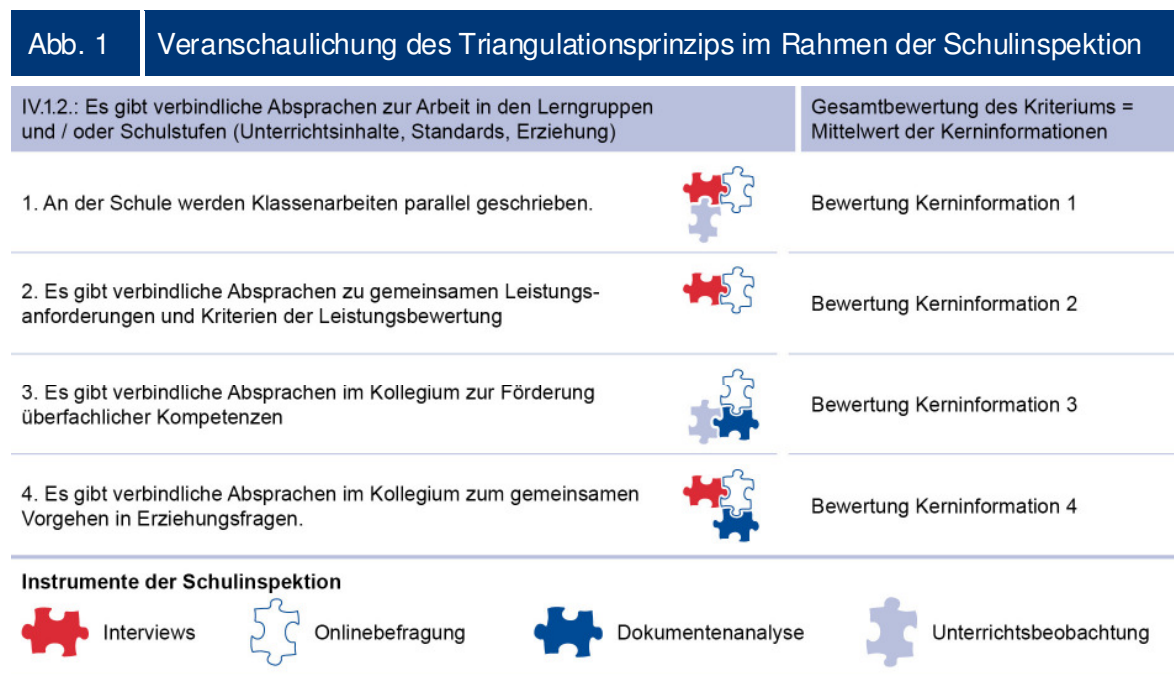 Abb. 1
Veranschaulichung des Triangulationsprinzips im Rahmen der Schulinspektion
IV.1.2.: Es gibt verbindliche Absprachen zur Arbeit in den Lerngruppen
und / oder Schulstufen (Unterrichtsinhalte, Standards, Erziehung)
Gesamtbewertung des Kriteriums =
Mittelwert der Kerninformationen
1. An der Schule werden Klassenarbeiten parallel geschrieben.
Bewertung Kerninformation 1
2. Es gibt verbindliche Absprachen zu gemeinsamen Leistungs-
anforderungen und Kriterien der Leistungsbewertung
Bewertung Kerninformation 2
3. Es gibt verbindliche Absprachen im Kollegium zur Förderung
überfachlicher Kompetenzen
Bewertung Kerninformation 3
4. Es gibt verbindliche Absprachen im Kollegium zum gemeinsamen
Vorgehen in Erziehungsfragen.
Bewertung Kerninformation 4
Instrumente der Schulinspektion
Interviews
Onlinebefragung
Dokumentenanalyse
Unterrichtsbeobachtung